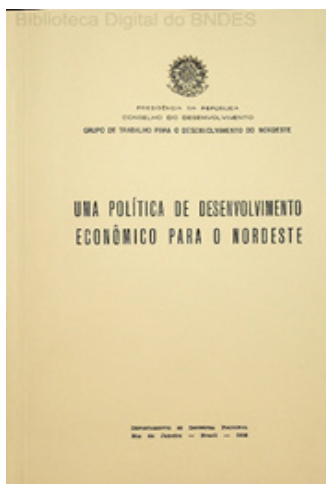 Biblioteca Digital do BNDES
PRESIDÊNCIA DA REPÚBLICA
CONSELHO DO DESENVOLVIMENTO
GRUPO DE TRABALHO PARA O DESENVOLVIMENTO DO NORDESTE
UMA POLÍTICA DE DESENVOLVIMENTO
ECONÔMICO PARA O NORDESTE
DEPARTAMENTO DE IMPRENSA NACIONAL
Rio de Janeiro — Brasil —